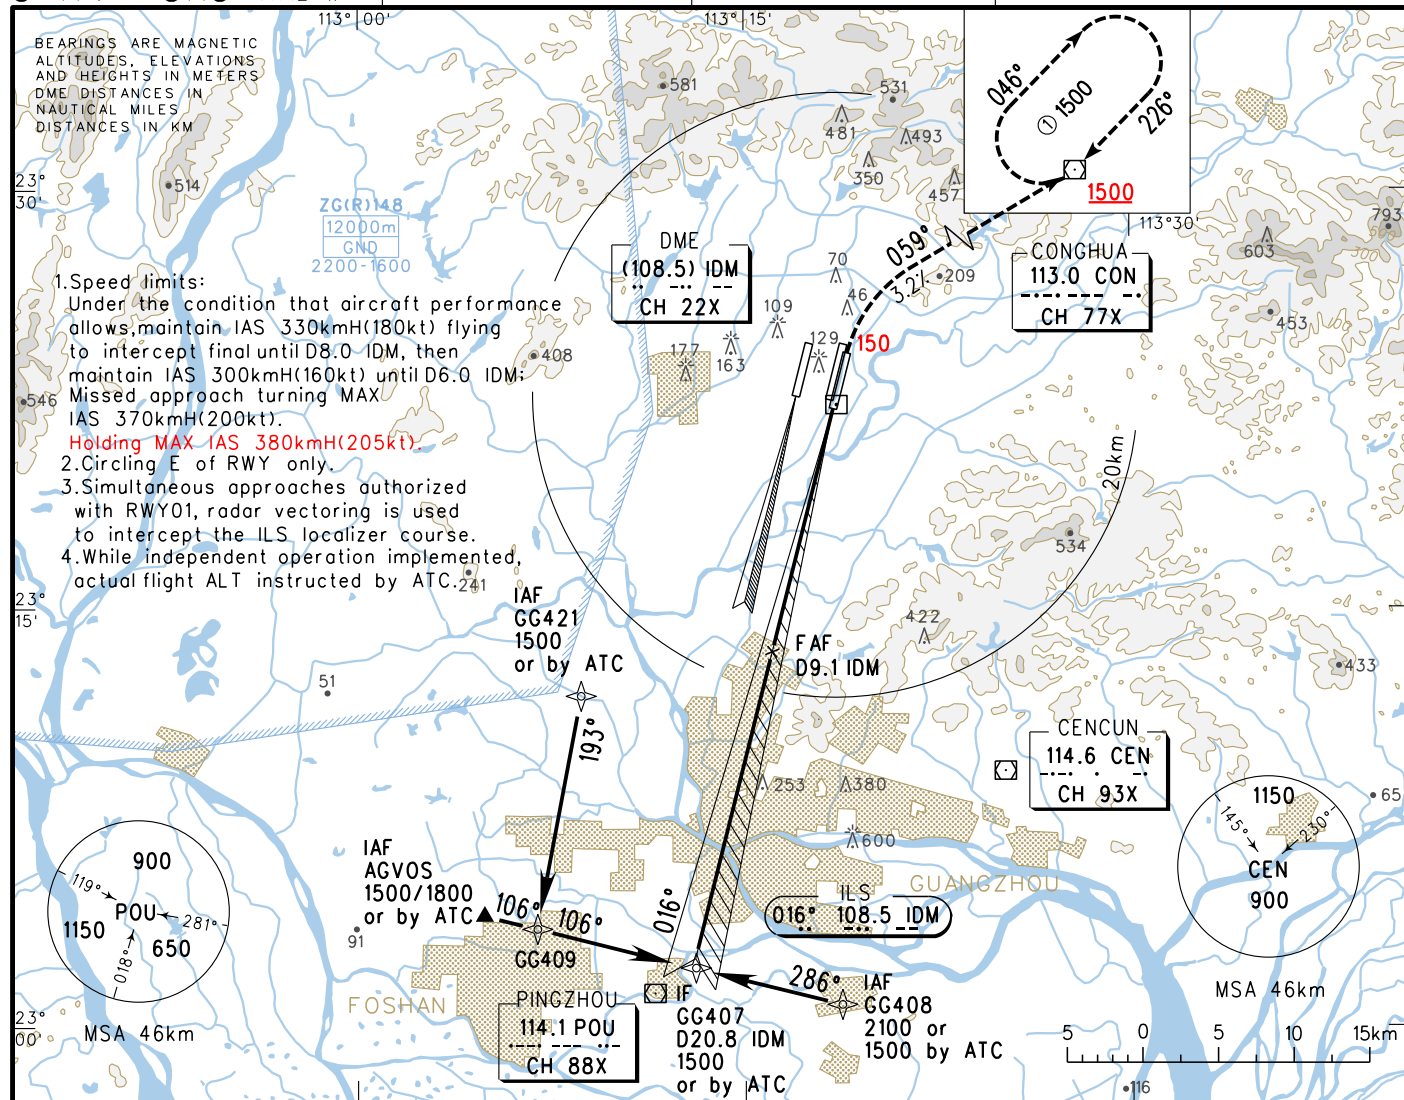 113° 00'
113° 15'
BEARINGS ARE MAGNETIC
ALTITUDES, ELEVATIONS
AND HEIGHTS IN METERS
DME DISTANCES IN
NAUTICAL MILES
DISTANCES IN KM
581
531
481
493
350
457
046°
① 1500
226°
1500
113° 30'
793
603
453
23°
30'
514
ZG(R)148
12000m
GND
2200-1600
DME
(108.5) IDM
CH 22X
CONGHUA
113.0 CON
CH 77X
059°
3.2%
209
70
46
109
129
150
163
177
408
546
1.Speed limits:
Under the condition that aircraft performance
allows,maintain IAS 330kmH(180kt) flying
to intercept final until D8.0 IDM, then
maintain IAS 300kmH(160kt) until D6.0 IDM;
Missed approach turning MAX
IAS 370kmH(200kt).
Holding MAX IAS 380kmH(205kt).
2.Circling E of RWY only.
3.Simultaneous approaches authorized
with RWY01, radar vectoring is used
to intercept the ILS localizer course.
4.While independent operation implemented,
actual flight ALT instructed by ATC.
241
20km
534
422
433
23°
15'
IAF
GG421
1500
or by ATC
FAF
D9.1 IDM
51
193°
CENCUN
114.6 CEN
CH 93X
253
380
600
65
1150
145°
230°
CEN
900
MSA 46km
900
119°
POU
281°
1150
018°
650
MSA 46km
IAF
AGVOS
1500/1800
or by ATC
106°
106°
GG409
91
016°
GUANGZHOU
ILS
016° 108.5 IDM
FOSHAN
PINGZHOU
114.1 POU
CH 88X
IF
GG407
D20.8 IDM
1500
or by ATC
286°
IAF
GG408
2100 or
1500 by ATC
23°
00'
5 0 5 10 15km
116